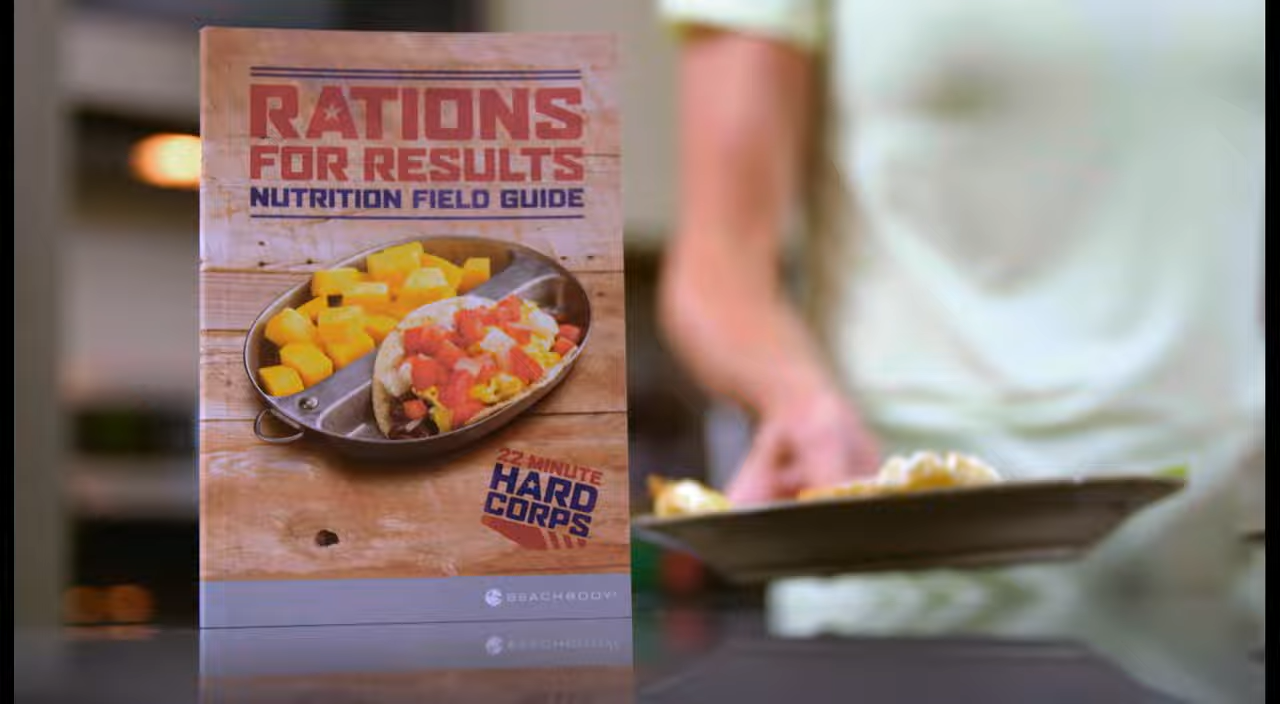 RATIONS
FOR RESULTS
NUTRITION FIELD GUIDE
22 MINUTE
HARD
CORPS
BEACHBODY